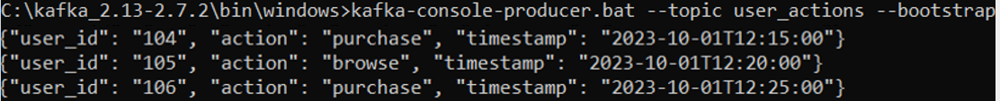 C:\kafka_2.13-2.7.2\bin\windows>kafka-console-producer.bat --topic user_actions --bootstrap
{"user_id": "104", "action": "purchase", "timestamp": "2023-10-01T12:15:00"}
{"user_id": "105", "action": "browse", "timestamp": "2023-10-01T12:20:00"}
{"user_id": "106", "action": "purchase", "timestamp": "2023-10-01T12:25:00"}